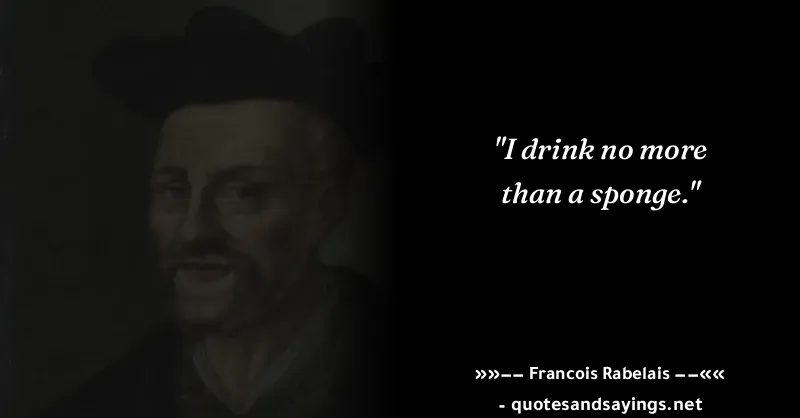 "I drink no more
than a sponge."
»»–– Francois Rabelais ––««
- quotesandsayings.net